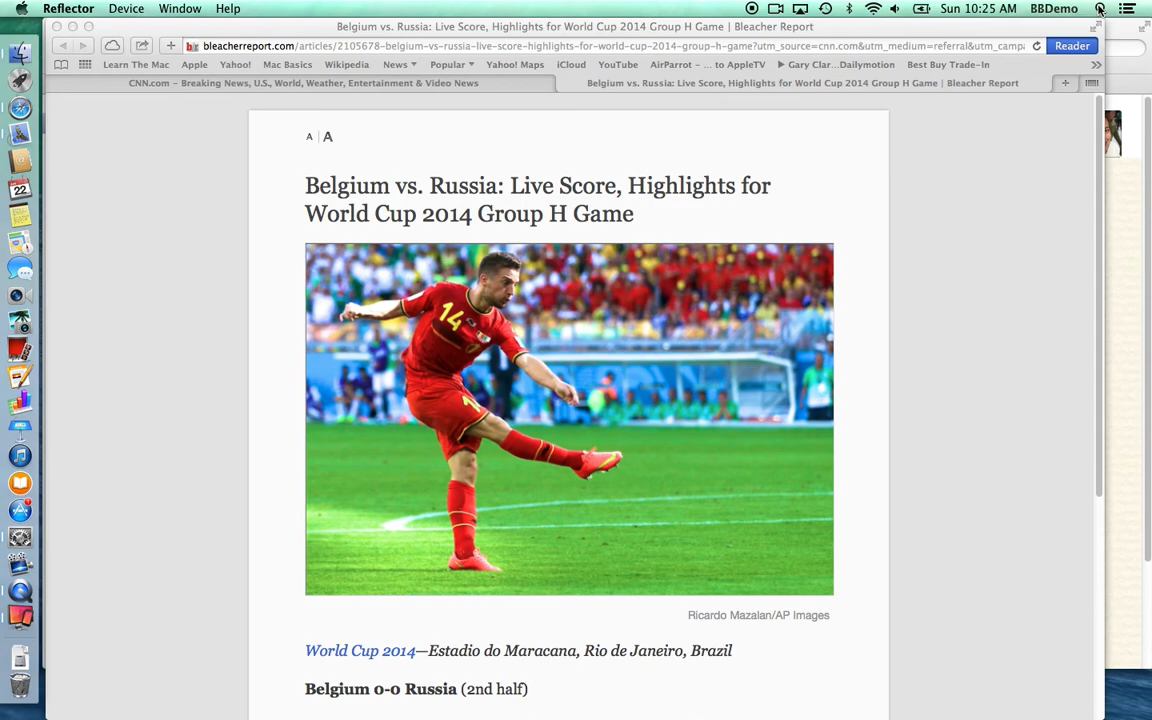 Reflector Device Window Help Sun 10:25 AM BBDemo
Belgium vs. Russia: Live Score, Highlights for World Cup 2014 Group H Game | Bleacher Report
bleacherreport.com/articles/2105678-belgium-vs-russia-live-score-highlights-for-world-cup-2014-group-h-game?utm_source=cnn.com&utm_medium=referral&utm_campa Reader
Learn The Mac Apple Yahoo! Mac Basics Wikipedia News Popular Yahoo! Maps iCloud YouTube AirParrot ... to AppleTV Gary Clar...Dailymotion Best Buy Trade-In
CNN.com – Breaking News, U.S., World, Weather, Entertainment & Video News Belgium vs. Russia: Live Score, Highlights for World Cup 2014 Group H Game | Bleacher Report
A | A
Belgium vs. Russia: Live Score, Highlights for
World Cup 2014 Group H Game
14
Ricardo Mazalan/AP Images
World Cup 2014—Estadio do Maracana, Rio de Janeiro, Brazil
Belgium 0-0 Russia (2nd half)
22